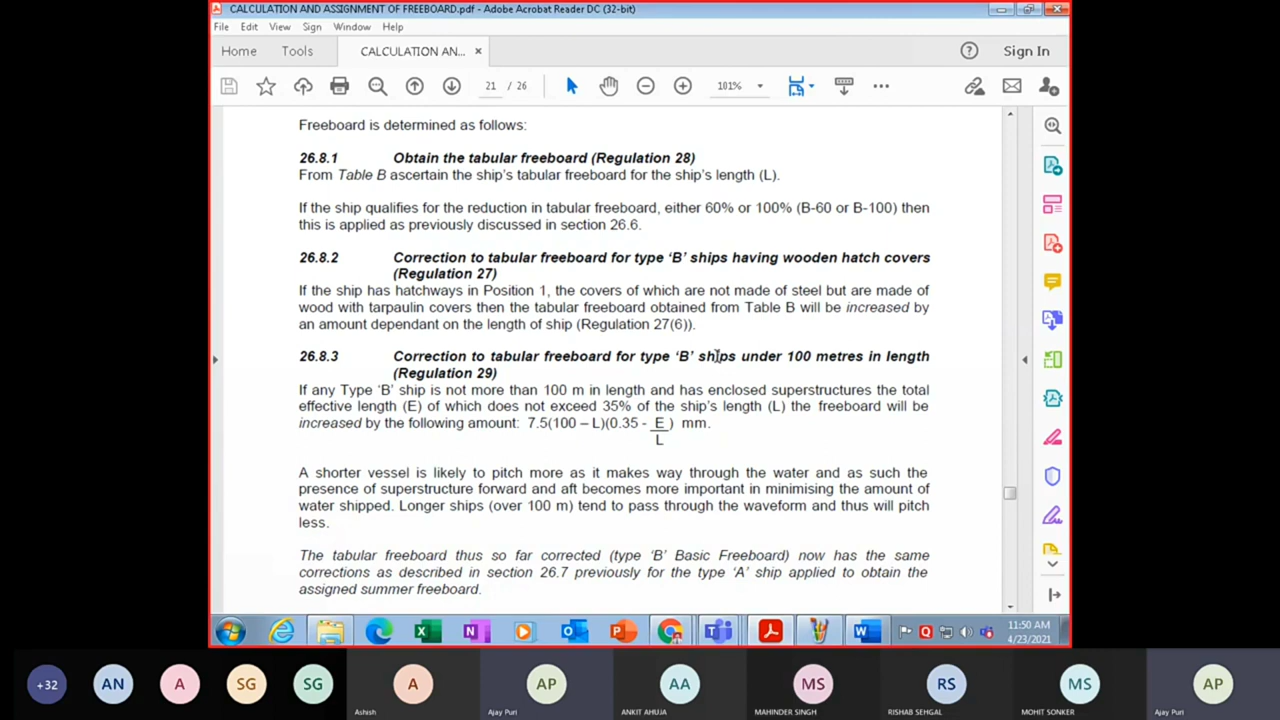 CALCULATION AND ASSIGNMENT OF FREEBOARD.pdf - Adobe Acrobat Reader DC (32-bit)
File Edit View Sign Window Help
Home Tools CALCULATION AN... × Sign In
21 / 26 101%
Freeboard is determined as follows:
26.8.1 Obtain the tabular freeboard (Regulation 28)
From Table B ascertain the ship's tabular freeboard for the ship's length (L).
If the ship qualifies for the reduction in tabular freeboard, either 60% or 100% (B-60 or B-100) then
this is applied as previously discussed in section 26.6.
26.8.2 Correction to tabular freeboard for type 'B' ships having wooden hatch covers
(Regulation 27)
If the ship has hatchways in Position 1, the covers of which are not made of steel but are made of
wood with tarpaulin covers then the tabular freeboard obtained from Table B will be increased by
an amount dependant on the length of ship (Regulation 27(6)).
26.8.3 Correction to tabular freeboard for type 'B' ships under 100 metres in length
(Regulation 29)
If any Type 'B' ship is not more than 100 m in length and has enclosed superstructures the total
effective length (E) of which does not exceed 35% of the ship's length (L) the freeboard will be
increased by the following amount: 7.5(100 – L)(0.35 - E ) mm.
L
A shorter vessel is likely to pitch more as it makes way through the water and as such the
presence of superstructure forward and aft becomes more important in minimising the amount of
water shipped. Longer ships (over 100 m) tend to pass through the waveform and thus will pitch
less.
The tabular freeboard thus so far corrected (type 'B' Basic Freeboard) now has the same
corrections as described in section 26.7 previously for the type 'A' ship applied to obtain the
assigned summer freeboard.
11:50 AM
4/23/2021
+32 AN A SG SG A AP AA MS RS MS AP
Ashish Ajay Puri ANKIT AHUJA MAHINDER SINGH RISHAB SEHGAL MOHIT SONKER Ajay Puri